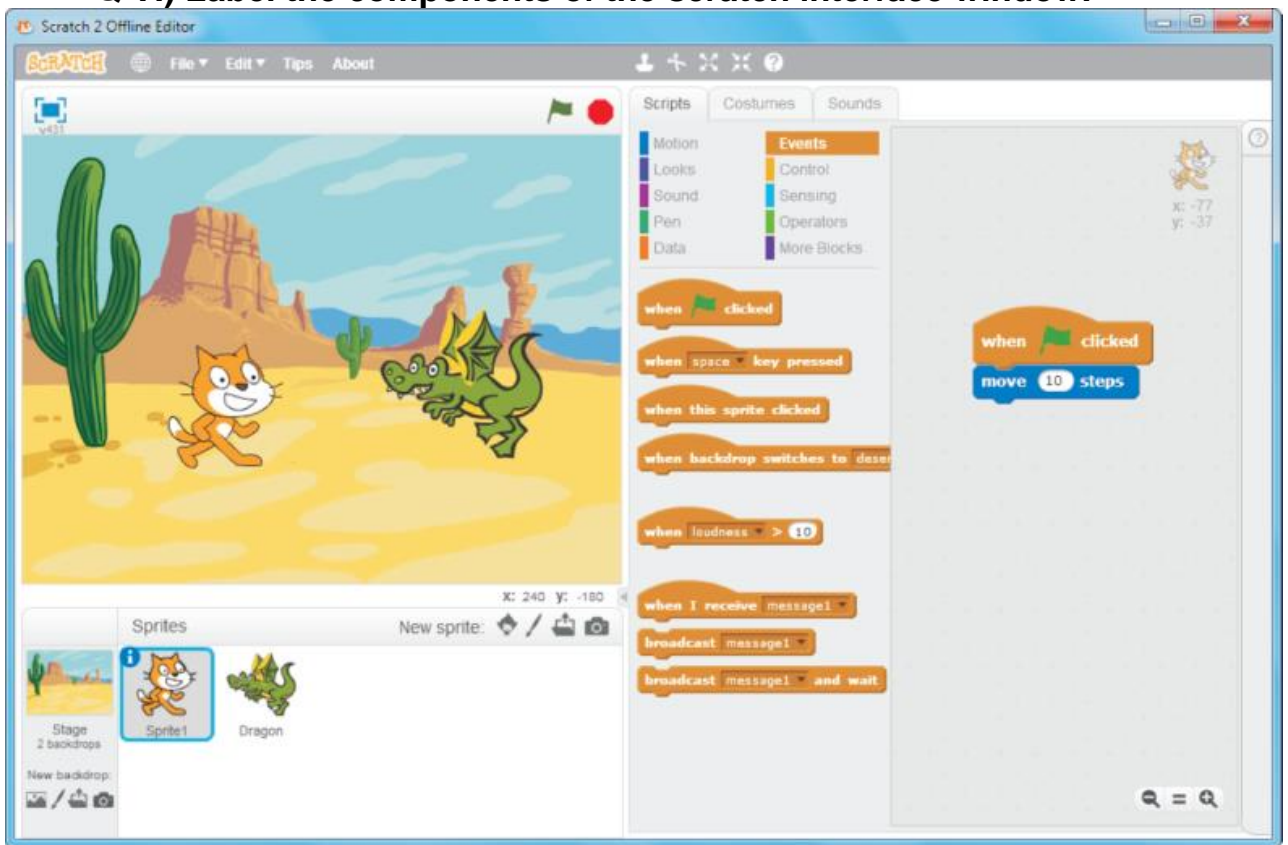 Scratch 2 Offline Editor
SCRATCH File Edit Tips About
v431
Scripts Costumes Sounds
Motion Events
Looks Control
Sound Sensing
Pen Operators
Data More Blocks
when clicked
when space key pressed
when this sprite clicked
when backdrop switches to deser
when loudness > 10
when I receive message1
broadcast message1
broadcast message1 and wait
x: -77
y: -37
when clicked
move 10 steps
X: 240 y: -180
Sprites New sprite:
Stage
2 backdrops
Sprite1
Dragon
New backdrop: